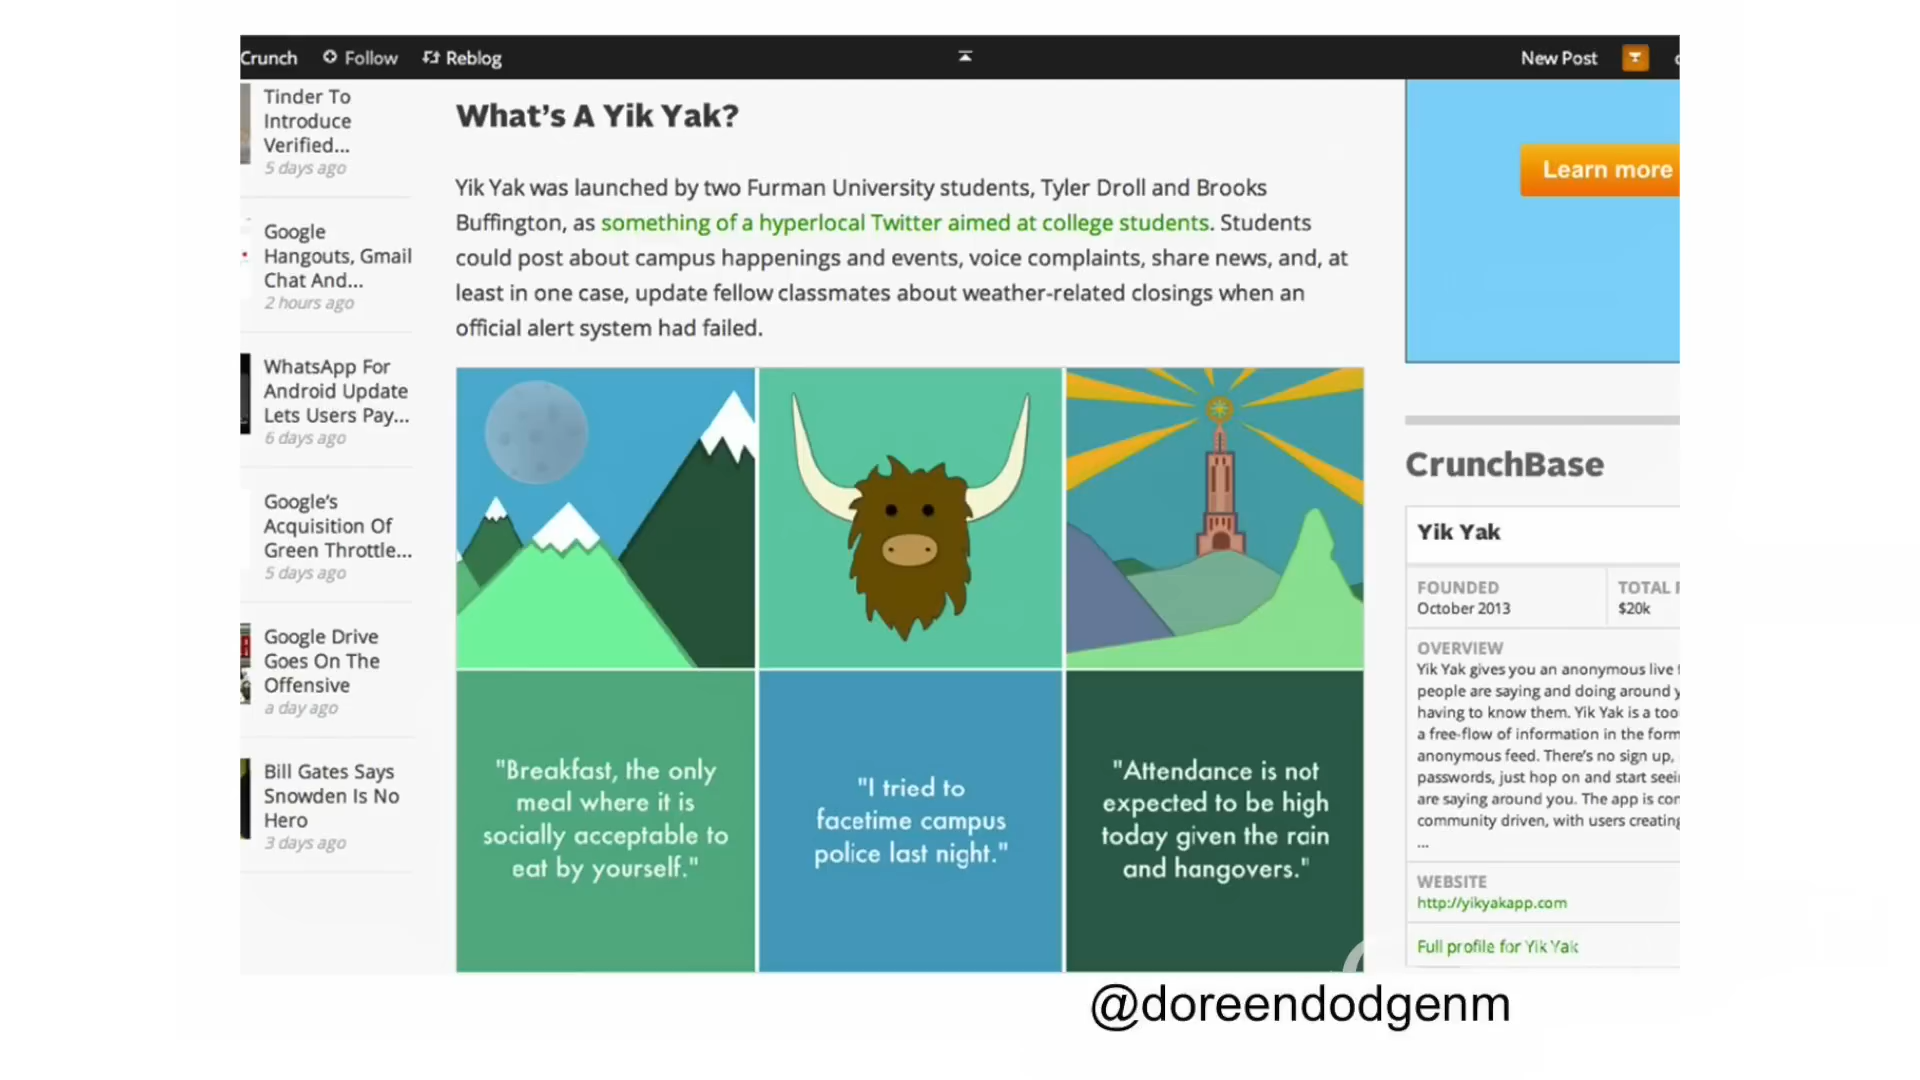 Crunch Follow Reblog New Post
Tinder To
Introduce
Verified...
5 days ago
Google
Hangouts, Gmail
Chat And...
2 hours ago
WhatsApp For
Android Update
Lets Users Pay...
6 days ago
Google's
Acquisition Of
Green Throttle...
5 days ago
Google Drive
Goes On The
Offensive
a day ago
Bill Gates Says
Snowden Is No
Hero
3 days ago
What's A Yik Yak?
Yik Yak was launched by two Furman University students, Tyler Droll and Brooks
Buffington, as something of a hyperlocal Twitter aimed at college students. Students
could post about campus happenings and events, voice complaints, share news, and, at
least in one case, update fellow classmates about weather-related closings when an
official alert system had failed.
"Breakfast, the only
meal where it is
socially acceptable to
eat by yourself."
"I tried to
facetime campus
police last night."
"Attendance is not
expected to be high
today given the rain
and hangovers."
Learn more
CrunchBase
Yik Yak
FOUNDED
October 2013
TOTAL
$20k
OVERVIEW
Yik Yak gives you an anonymous live
people are saying and doing around
having to know them. Yik Yak is a
a free-flow of information in the form
anonymous feed. There's no sign up,
passwords, just hop on and start
are saying around you. The app is
community driven, with users creating
...
WEBSITE
http://yikyakapp.com
Full profile for Yik Yak
@doreendodgenm